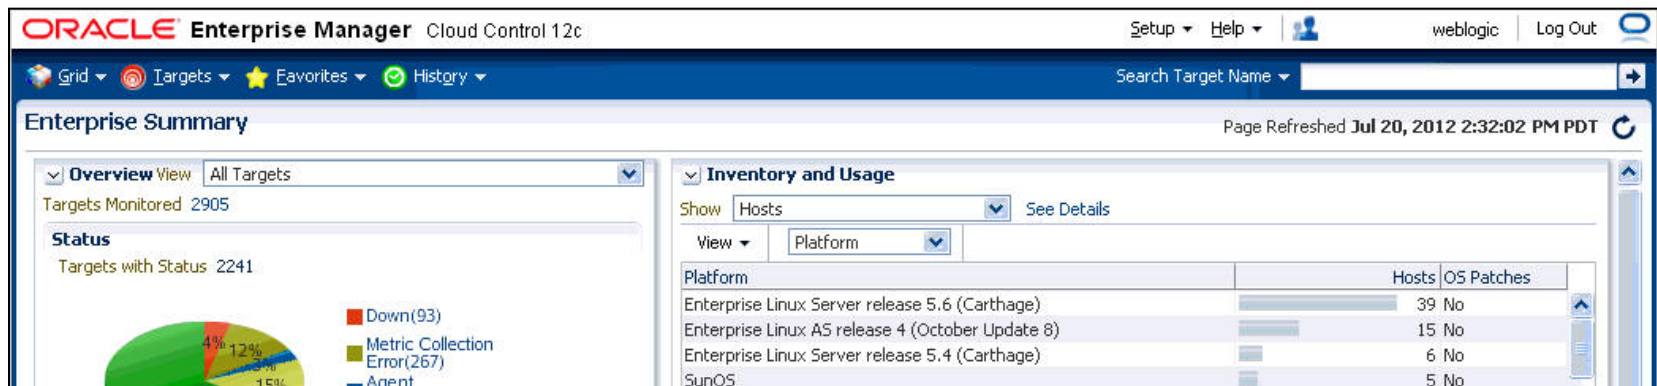 ORACLE Enterprise Manager Cloud Control 12c
Setup Help weblogic Log Out
Grid Targets Favorites History
Search Target Name
Enterprise Summary
Page Refreshed Jul 20, 2012 2:32:02 PM PDT
Overview View All Targets
Targets Monitored 2905
Status
Targets with Status 2241
4%
12%
3%
15%
Down(93)
Metric Collection
Error(267)
Agent
Inventory and Usage
Show Hosts See Details
View Platform
Platform Hosts OS Patches
Enterprise Linux Server release 5.6 (Carthage) 39 No
Enterprise Linux AS release 4 (October Update 8) 15 No
Enterprise Linux Server release 5.4 (Carthage) 6 No
SunOS 5 No